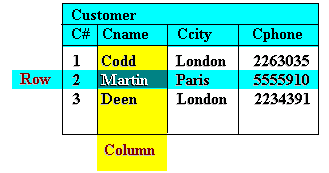 Customer
C# Cname Ccity Cphone
1 Codd London 2263035
Row 2 Martin Paris 5555910
3 Deen London 2234391
Column